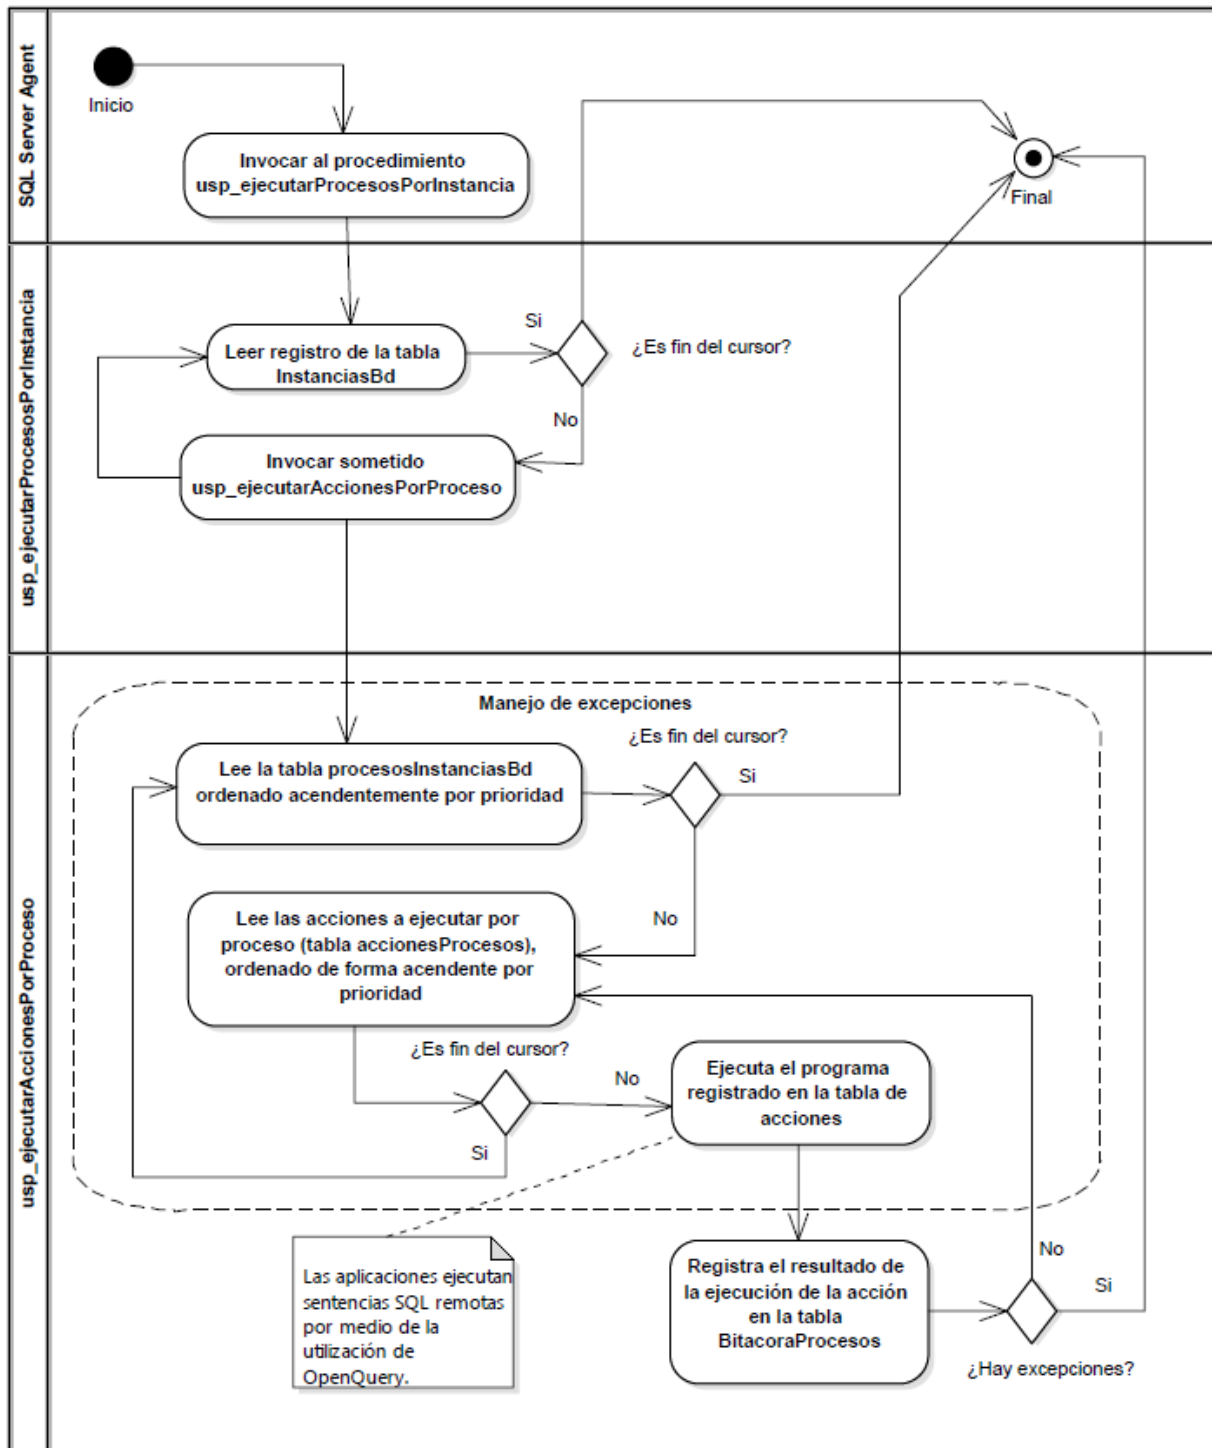 SQL Server Agent
Inicio
Invocar al procedimiento
usp_ejecutarProcesosPorInstancia
Final
usp_ejecutarProcesosPorInstancia
Leer registro de la tabla
InstanciasBd
Si
¿Es fin del cursor?
No
Invocar sometido
usp_ejecutarAccionesPorProceso
usp_ejecutarAccionesPorProceso
Manejo de excepciones
¿Es fin del cursor?
Lee la tabla procesosInstanciasBd
ordenado acendentemente por prioridad
Si
No
Lee las acciones a ejecutar por
proceso (tabla accionesProcesos),
ordenado de forma acendente por
prioridad
¿Es fin del cursor?
No
Si
Ejecuta el programa
registrado en la tabla de
acciones
Las aplicaciones ejecutan
sentencias SQL remotas
por medio de la
utilización de
OpenQuery.
Registra el resultado de
la ejecución de la acción
en la tabla
BitacoraProcesos
No
Si
¿Hay excepciones?